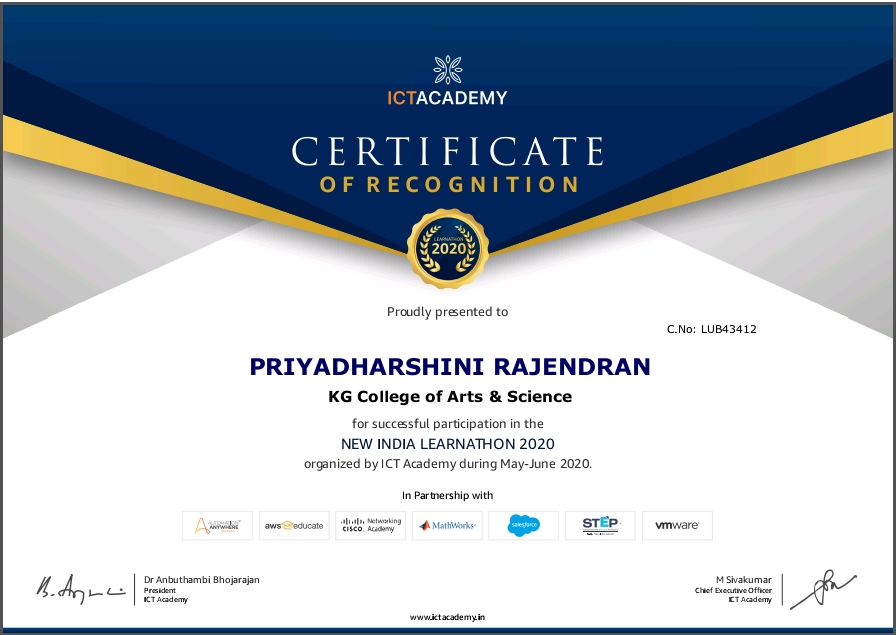 ICTACADEMY
CERTIFICATE
OF RECOGNITION
LEARNATHON
2020
Proudly presented to
C.No: LUB43412
PRIYADHARSHINI RAJENDRAN
KG College of Arts & Science
for successful participation in the
NEW INDIA LEARNATHON 2020
organized by ICT Academy during May-June 2020.
In Partnership with
AUTOMATION ANYWHERE
aws educate
CISCO Networking Academy
MathWorks
salesforce
STEP
vmware
Dr Anbuthambi Bhojarajan
President
ICT Academy
M Sivakumar
Chief Executive Officer
ICT Academy
www.ictacademy.in